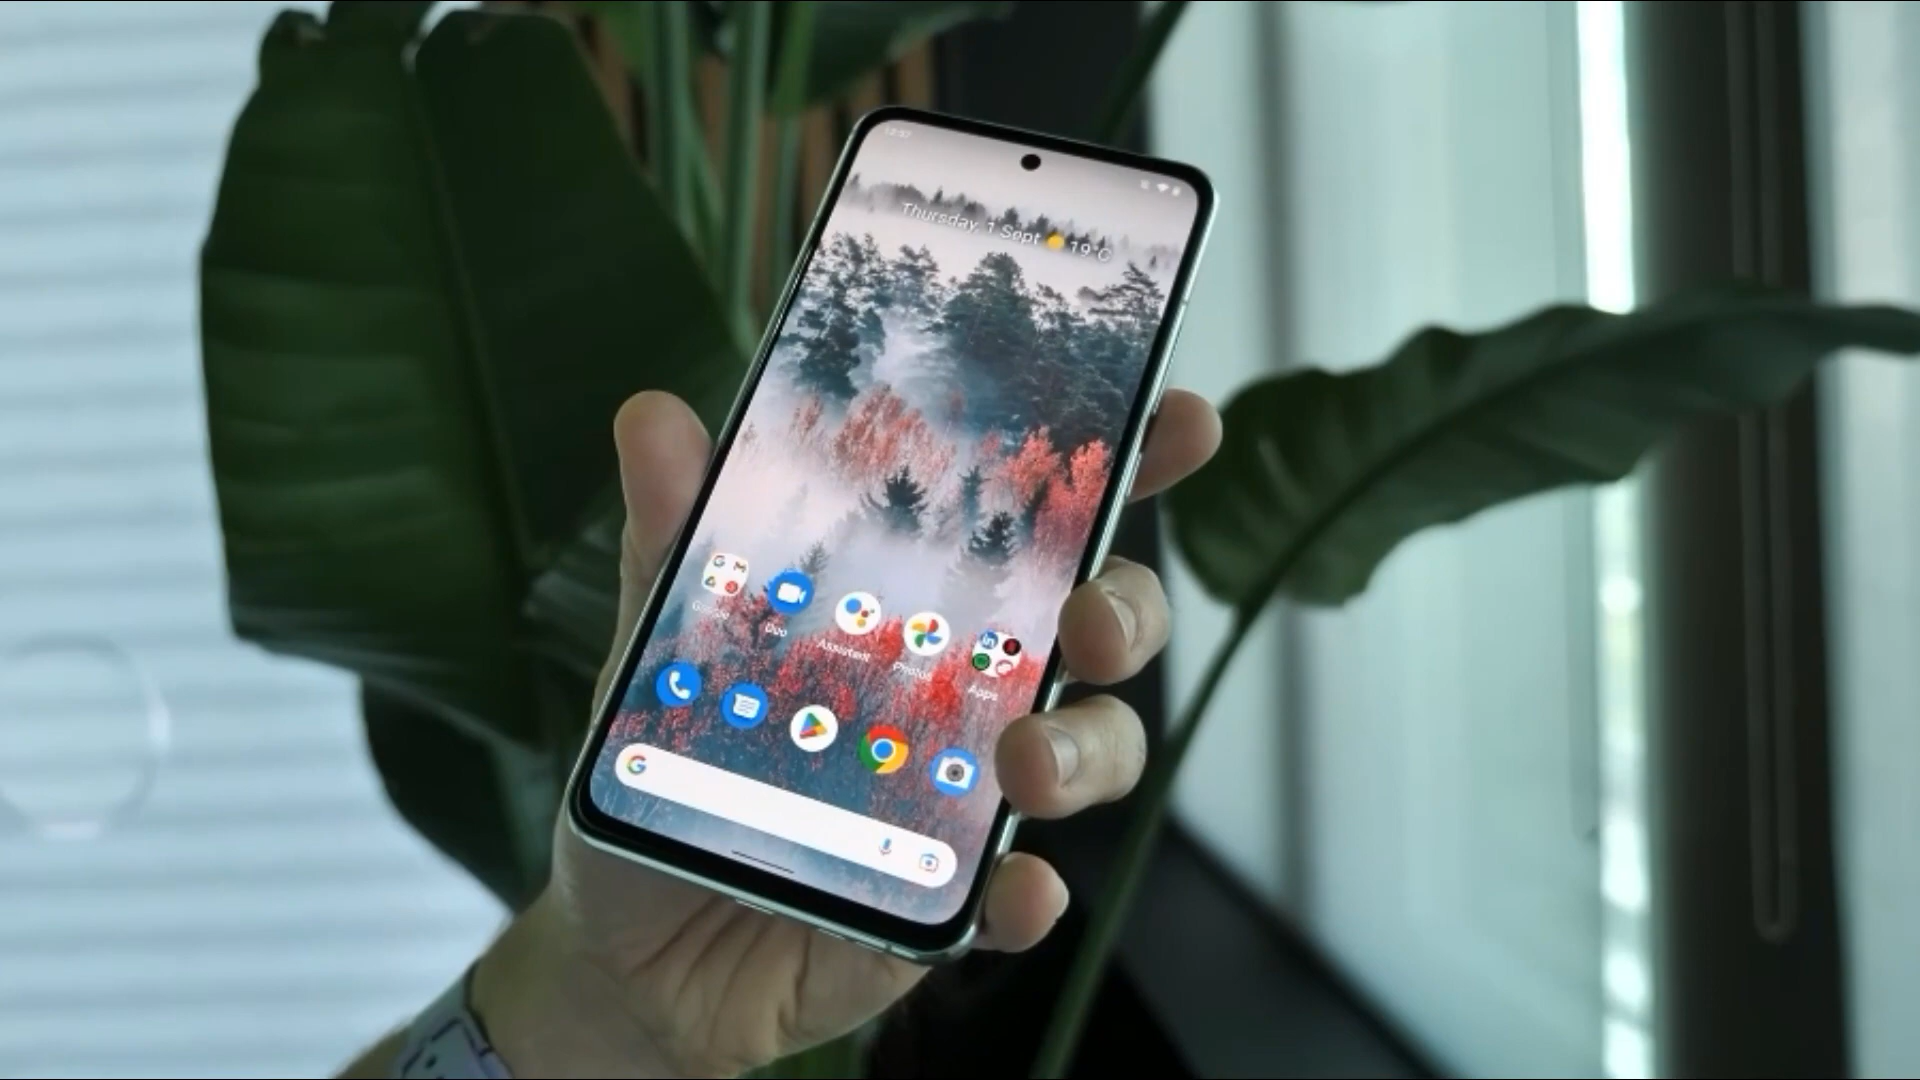 Thursday, 1 Sept 19°C
Google
Duo
Assistant
Photos
Apps